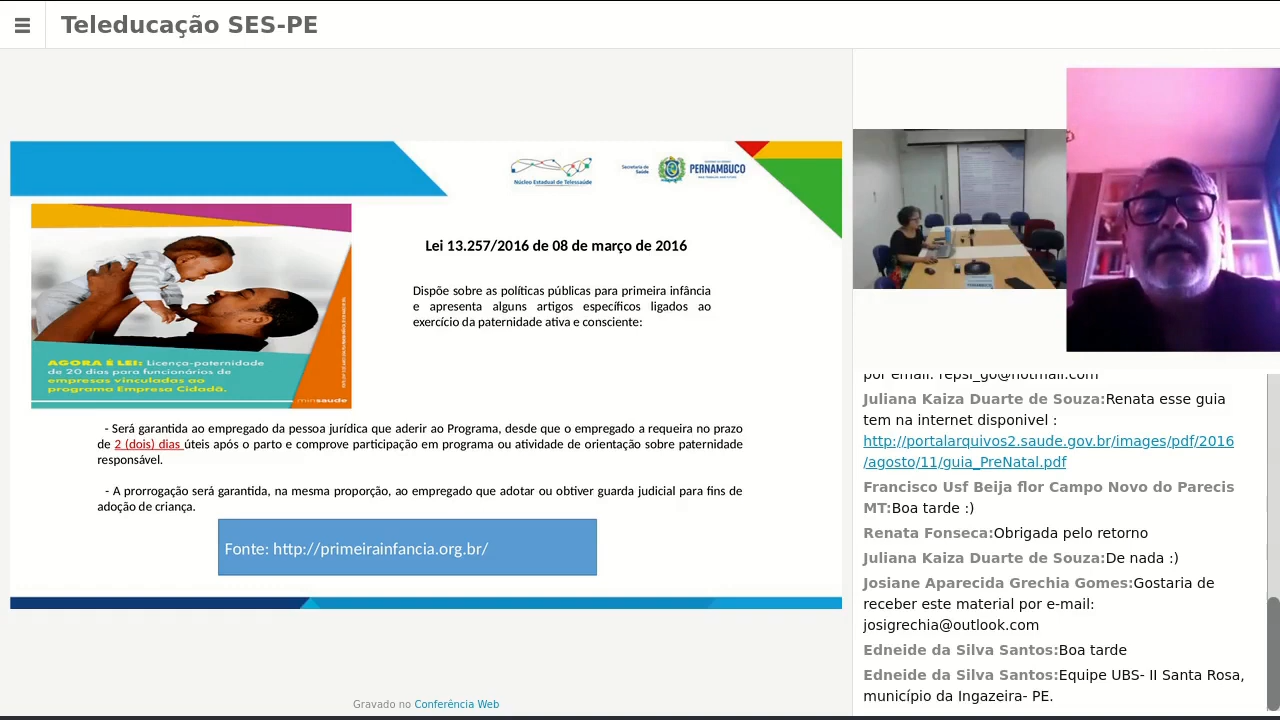 Teleducação SES-PE
Núcleo Estadual de Telessaúde
Secretaria de
Saúde
PERNAMBUCO
Lei 13.257/2016 de 08 de março de 2016
Dispõe sobre as políticas públicas para primeira infância
e apresenta alguns artigos específicos ligados ao
exercício da paternidade ativa e consciente:
AGORA É LEI: Licença-paternidade
de 20 dias para funcionários de
empresas vinculadas ao
programa Empresa Cidadã.
minsaude
- Será garantida ao empregado da pessoa jurídica que aderir ao Programa, desde que o empregado a requeira no prazo
de 2 (dois) dias úteis após o parto e comprove participação em programa ou atividade de orientação sobre paternidade
responsável.
- A prorrogação será garantida, na mesma proporção, ao empregado que adotar ou obtiver guarda judicial para fins de
adoção de criança.
Fonte: http://primeirainfancia.org.br/
Gravado no Conferência Web
por email: repsi_go@hotmail.com
Juliana Kaiza Duarte de Souza:Renata esse guia
tem na internet disponivel :
http://portalarquivos2.saude.gov.br/images/pdf/2016
/agosto/11/guia_PreNatal.pdf
Francisco Usf Beija flor Campo Novo do Parecis
MT:Boa tarde :)
Renata Fonseca:Obrigada pelo retorno
Juliana Kaiza Duarte de Souza:De nada :)
Josiane Aparecida Grechia Gomes:Gostaria de
receber este material por e-mail:
josigrechia@outlook.com
Edneide da Silva Santos:Boa tarde
Edneide da Silva Santos:Equipe UBS- II Santa Rosa,
município da Ingazeira- PE.